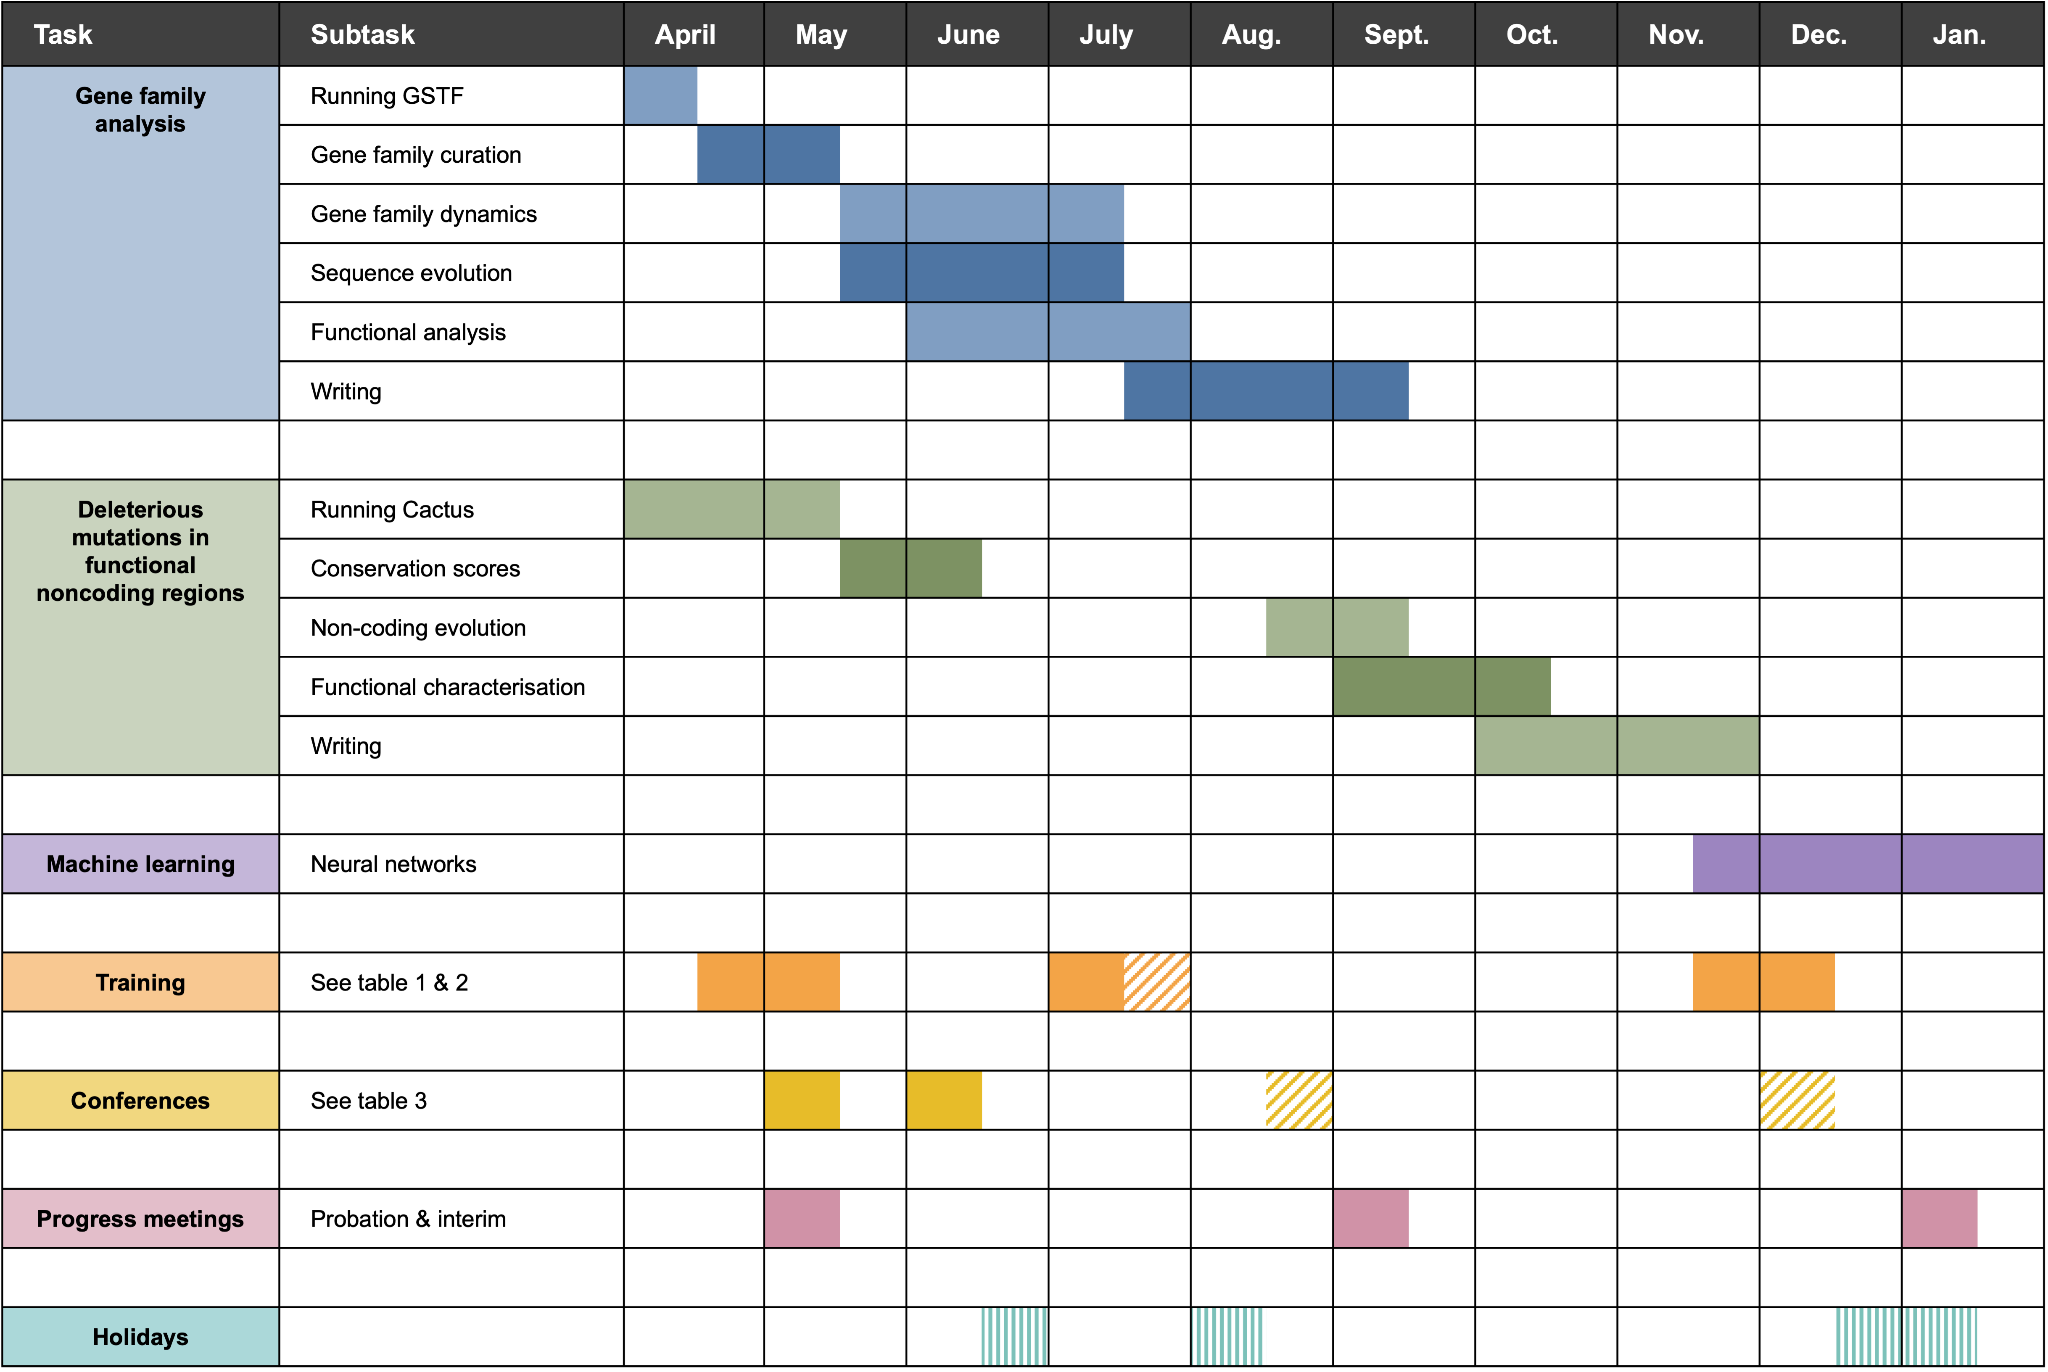 Task Subtask April May June July Aug. Sept. Oct. Nov. Dec. Jan.
Gene family
analysis
Running GSTF
Gene family curation
Gene family dynamics
Sequence evolution
Functional analysis
Writing
Deleterious
mutations in
functional
noncoding regions
Running Cactus
Conservation scores
Non-coding evolution
Functional characterisation
Writing
Machine learning Neural networks
Training See table 1 & 2
Conferences See table 3
Progress meetings Probation & interim
Holidays